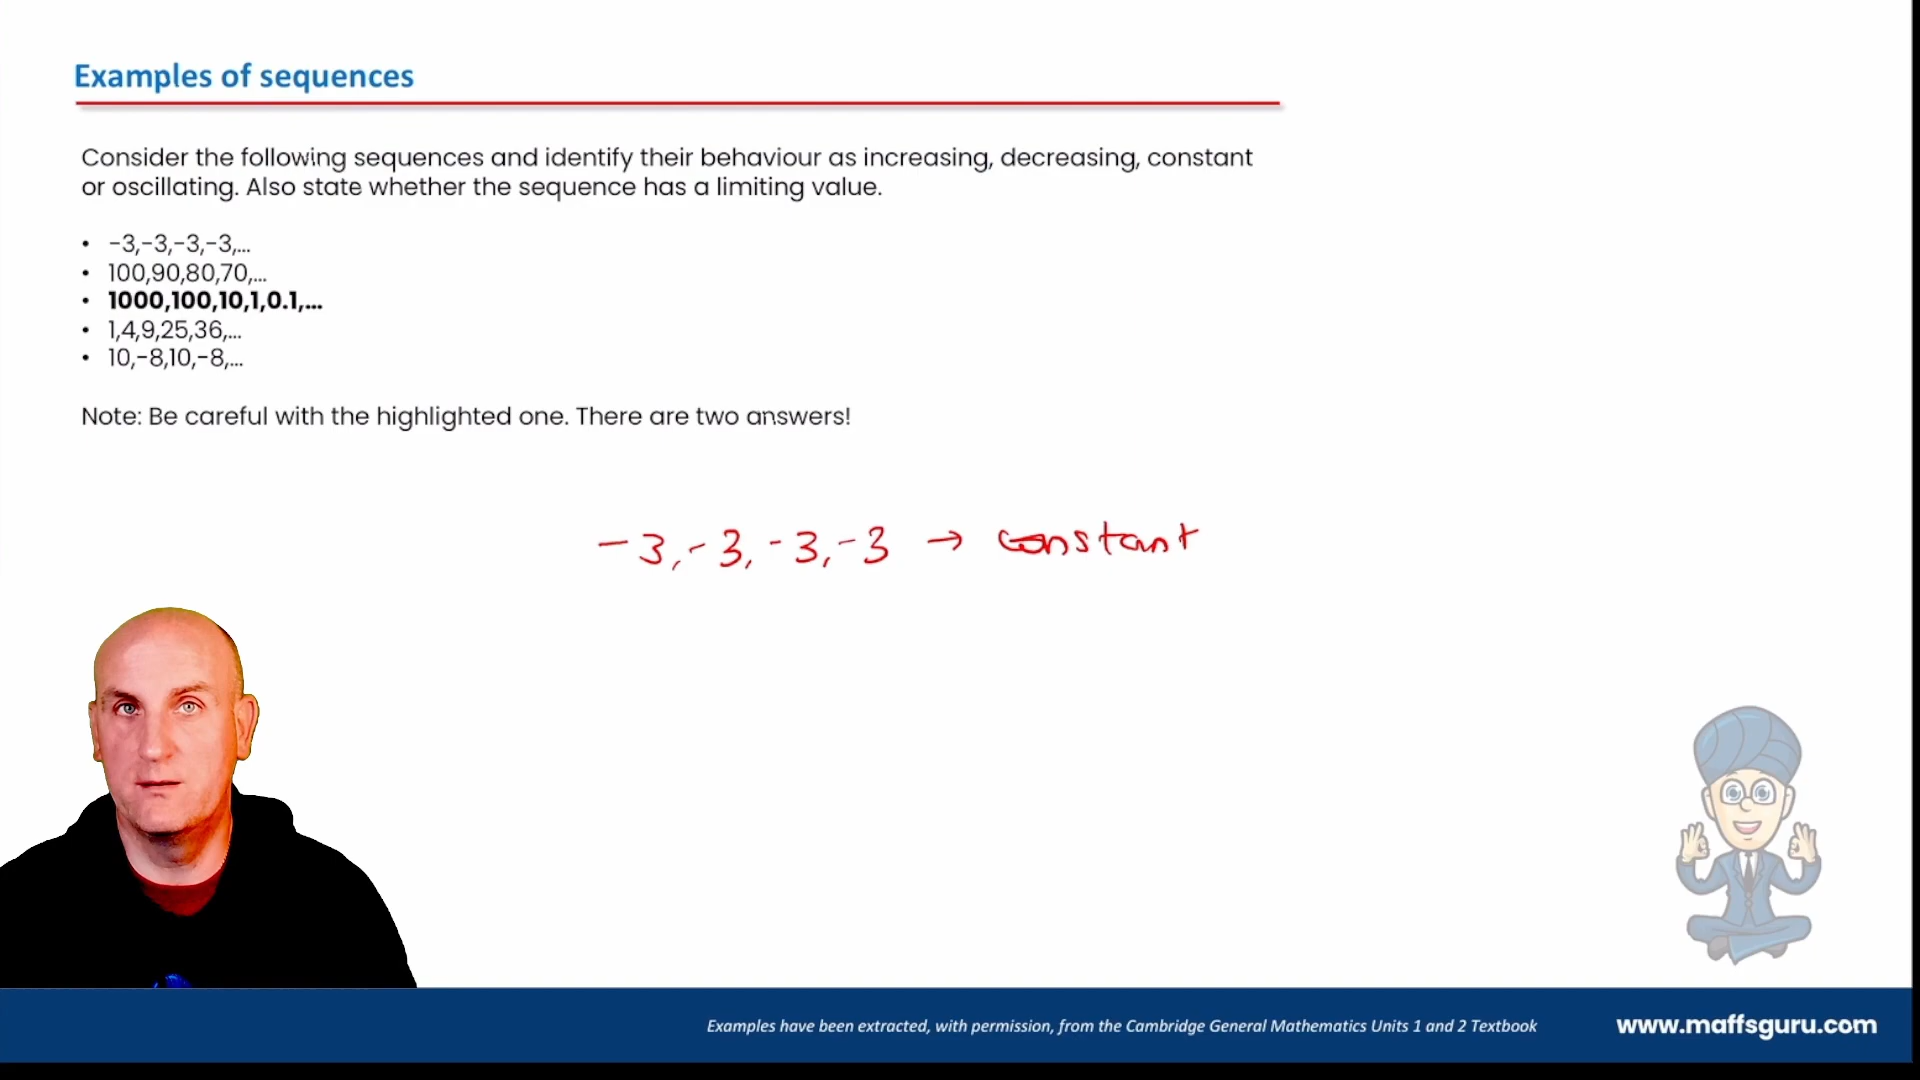 Examples of sequences
Consider the following sequences and identify their behaviour as increasing, decreasing, constant
or oscillating. Also state whether the sequence has a limiting value.
• -3,-3,-3,-3,...
• 100,90,80,70,...
• 1000,100,10,1,0.1,...
• 1,4,9,25,36,...
• 10,-8,10,-8,...
Note: Be careful with the highlighted one. There are two answers!
-3, -3, -3, -3 → constant
Examples have been extracted, with permission, from the Cambridge General Mathematics Units 1 and 2 Textbook
www.maffsguru.com